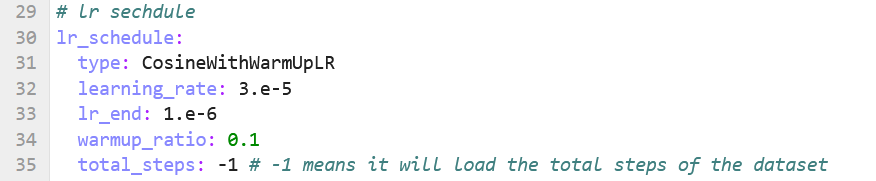 29 # lr sechdule
30 lr_schedule:
31   type: CosineWithWarmUpLR
32   learning_rate: 3.e-5
33   lr_end: 1.e-6
34   warmup_ratio: 0.1
35   total_steps: -1 # -1 means it will load the total steps of the dataset